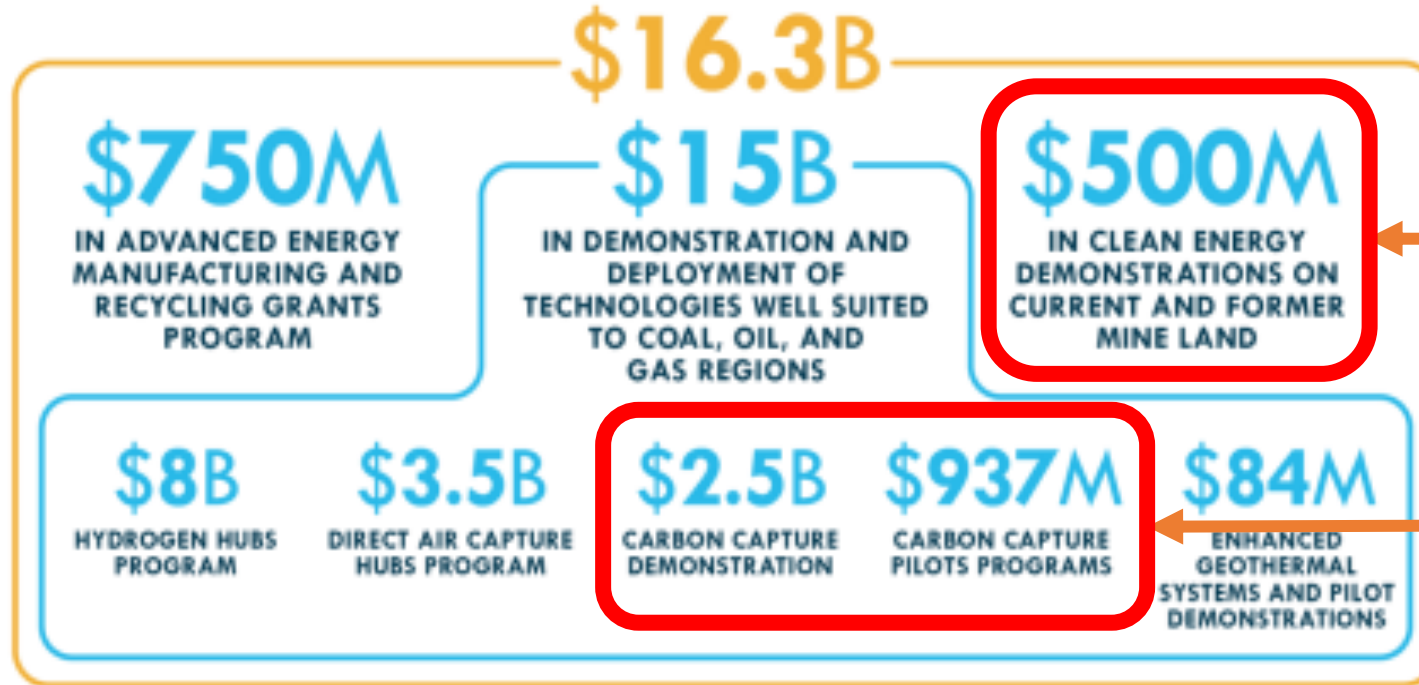 $16.3B
$750M
IN ADVANCED ENERGY
MANUFACTURING AND
RECYCLING GRANTS
PROGRAM
$15B
IN DEMONSTRATION AND
DEPLOYMENT OF
TECHNOLOGIES WELL SUITED
TO COAL, OIL, AND
GAS REGIONS
$500M
IN CLEAN ENERGY
DEMONSTRATIONS ON
CURRENT AND FORMER
MINE LAND
$8B
HYDROGEN HUBS
PROGRAM
$3.5B
DIRECT AIR CAPTURE
HUBS PROGRAM
$2.5B
CARBON CAPTURE
DEMONSTRATION
$937M
CARBON CAPTURE
PILOTS PROGRAMS
$84M
ENHANCED
GEOTHERMAL
SYSTEMS AND PILOT
DEMONSTRATIONS